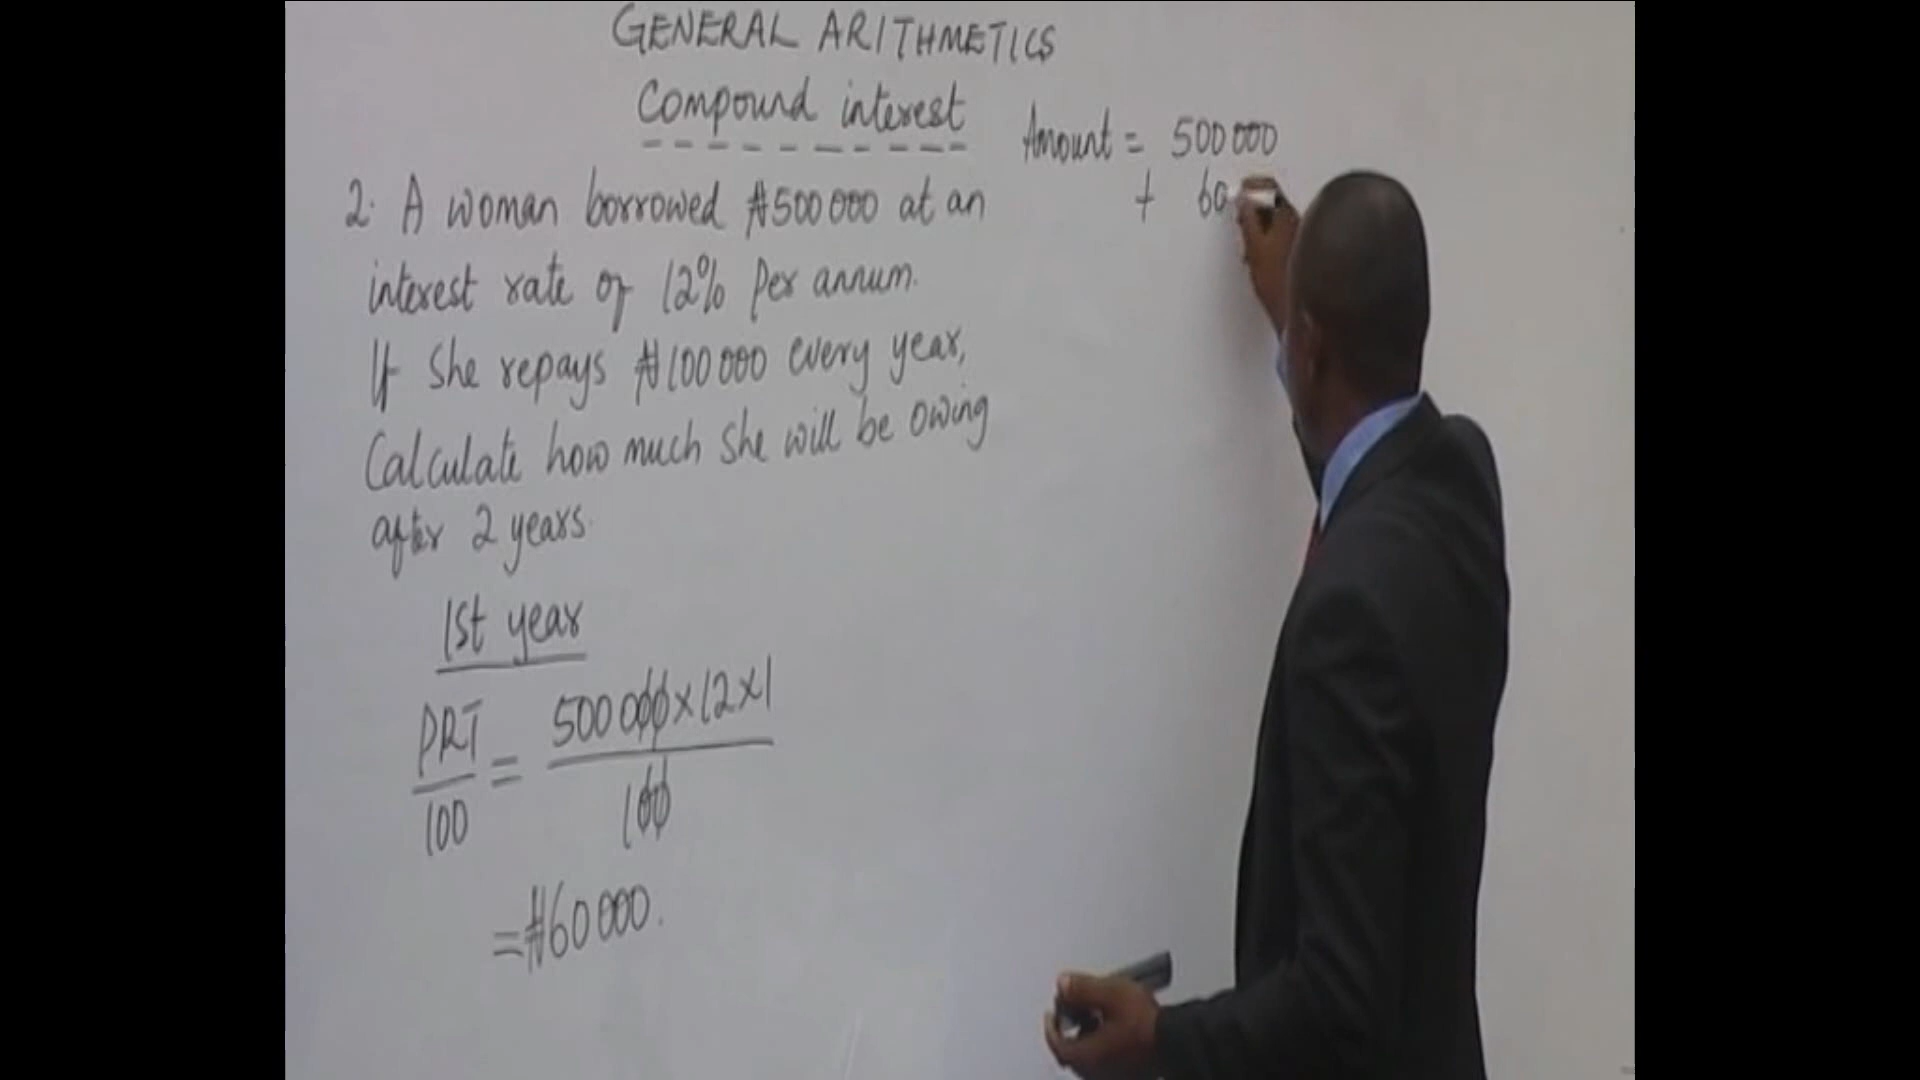 GENERAL ARITHMETICS
Compound interest
2. A woman borrowed ₦500 000 at an
interest rate of 12% Per annum.
If She repays ₦100 000 every year,
Calculate how much she will be owing
after 2 years.
1st year
PRT/100 = 500 000 x 12 x 1/100
= ₦60 000.
Amount = 500 000
+ 60